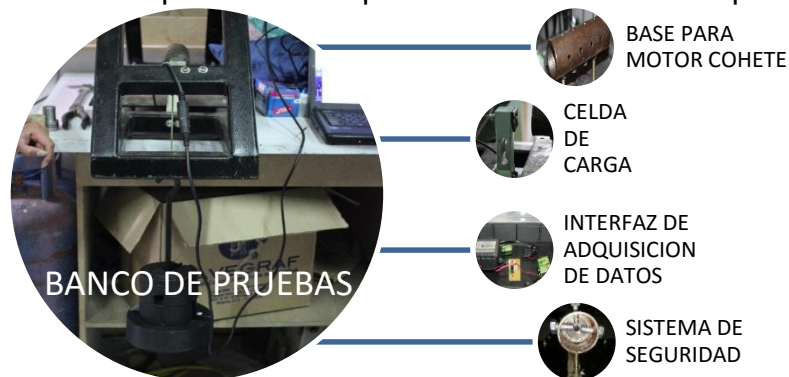 BASE PARA
MOTOR COHETE
CELDA
DE
CARGA
INTERFAZ DE
ADQUISICION
DE DATOS
BANCO DE PRUEBAS
SISTEMA DE
SEGURIDAD